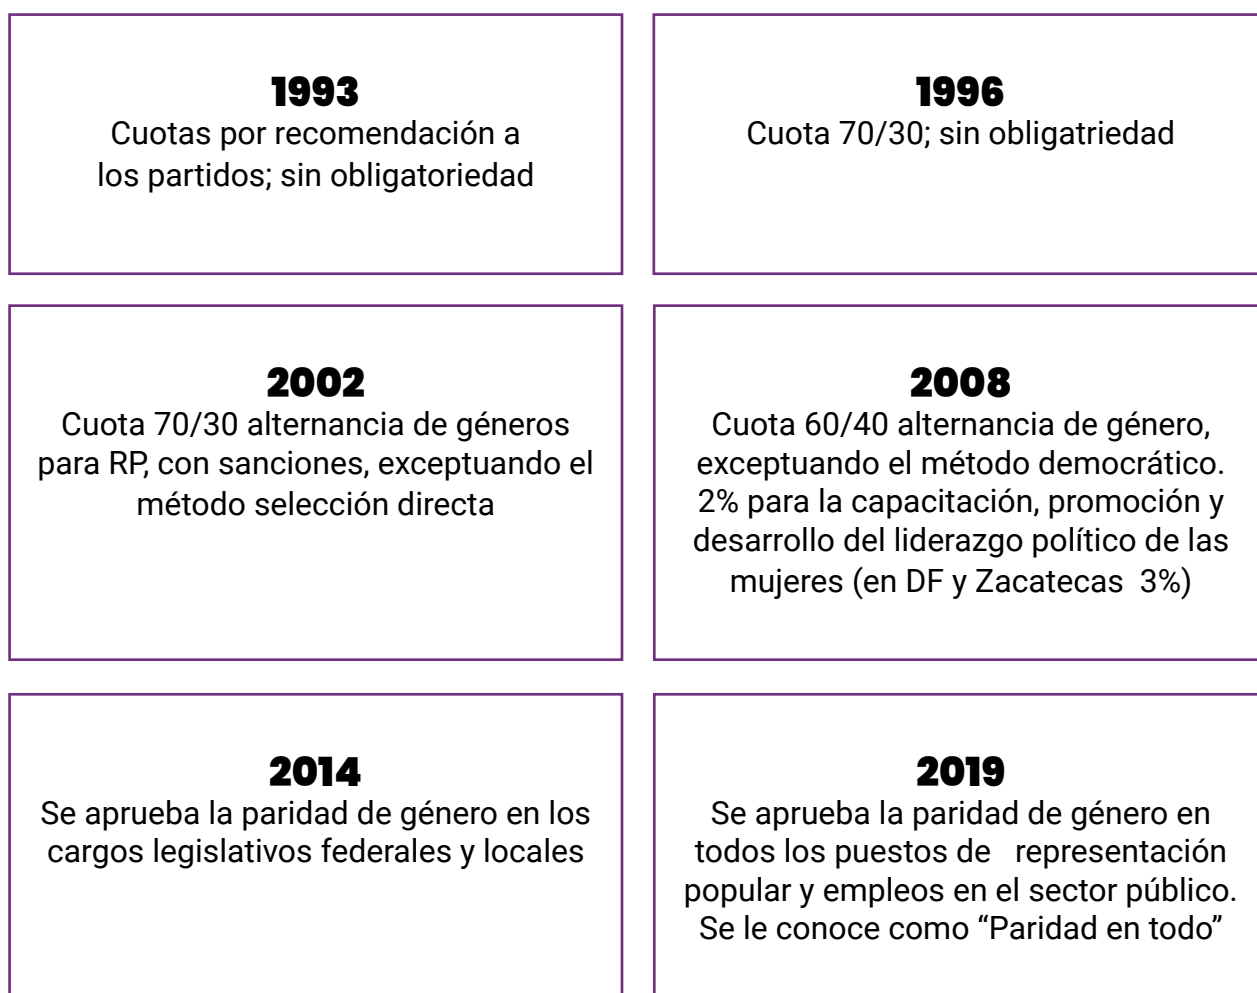 1993
Cuotas por recomendación a
los partidos; sin obligatoriedad
1996
Cuota 70/30; sin obligatriedad
2002
Cuota 70/30 alternancia de géneros
para RP, con sanciones, exceptuando el
método selección directa
2008
Cuota 60/40 alternancia de género,
exceptuando el método democrático.
2% para la capacitación, promoción y
desarrollo del liderazgo político de las
mujeres (en DF y Zacatecas  3%)
2014
Se aprueba la paridad de género en los
cargos legislativos federales y locales
2019
Se aprueba la paridad de género en
todos los puestos de   representación
popular y empleos en el sector público.
Se le conoce como “Paridad en todo”